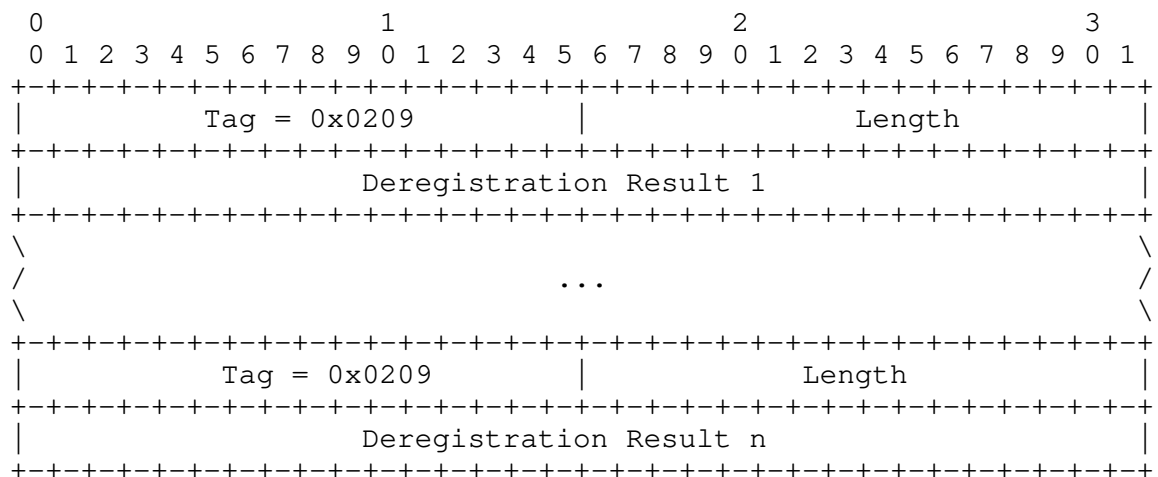 0                   1                   2                   3
 0 1 2 3 4 5 6 7 8 9 0 1 2 3 4 5 6 7 8 9 0 1 2 3 4 5 6 7 8 9 0 1
+-+-+-+-+-+-+-+-+-+-+-+-+-+-+-+-+-+-+-+-+-+-+-+-+-+-+-+-+-+-+-+-+
|          Tag = 0x0209         |               Length          |
+-+-+-+-+-+-+-+-+-+-+-+-+-+-+-+-+-+-+-+-+-+-+-+-+-+-+-+-+-+-+-+-+
|                   Deregistration Result 1                     |
+-+-+-+-+-+-+-+-+-+-+-+-+-+-+-+-+-+-+-+-+-+-+-+-+-+-+-+-+-+-+-+-+
\                                                               \
/                              ...                              /
\                                                               \
+-+-+-+-+-+-+-+-+-+-+-+-+-+-+-+-+-+-+-+-+-+-+-+-+-+-+-+-+-+-+-+-+
|           Tag = 0x0209        |            Length             |
+-+-+-+-+-+-+-+-+-+-+-+-+-+-+-+-+-+-+-+-+-+-+-+-+-+-+-+-+-+-+-+-+
|                   Deregistration Result n                     |
+-+-+-+-+-+-+-+-+-+-+-+-+-+-+-+-+-+-+-+-+-+-+-+-+-+-+-+-+-+-+-+-+